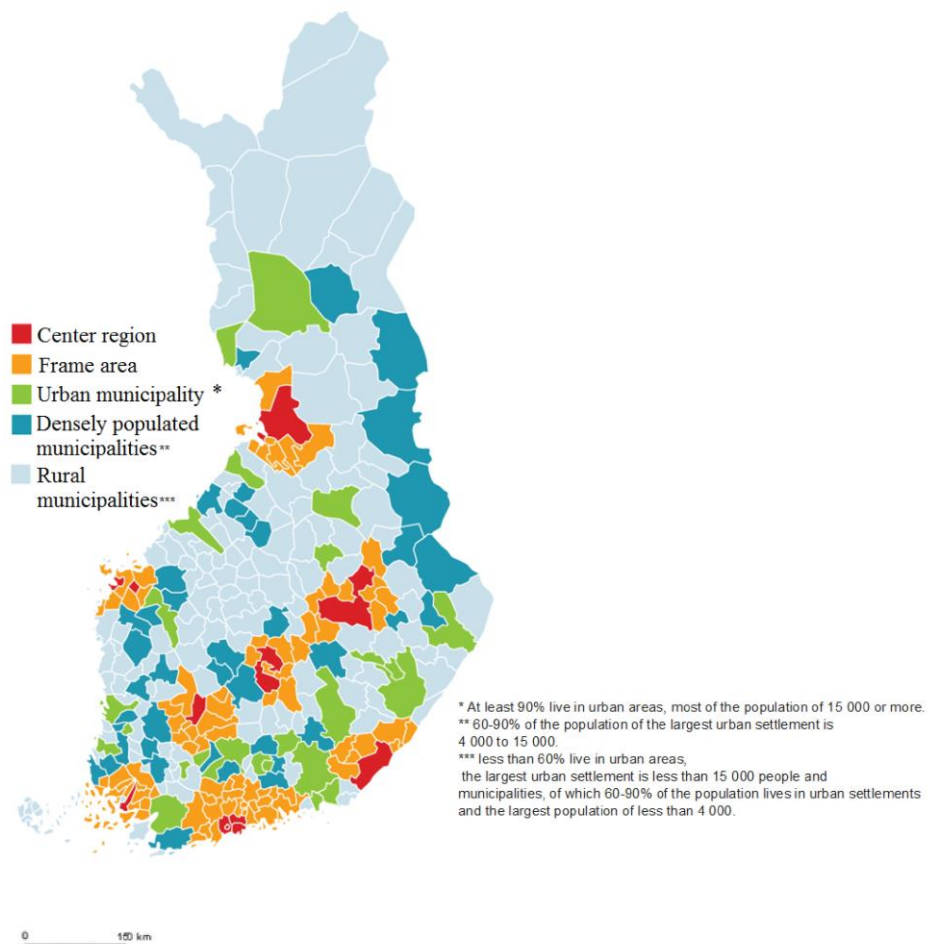 Center region
Frame area
Urban municipality *
Densely populated
municipalities**
Rural
municipalities***
* At least 90% live in urban areas, most of the population of 15 000 or more.
** 60-90% of the population of the largest urban settlement is
4 000 to 15 000.
*** less than 60% live in urban areas,
the largest urban settlement is less than 15 000 people and
municipalities, of which 60-90% of the population lives in urban settlements
and the largest population of less than 4 000.
0 150 km